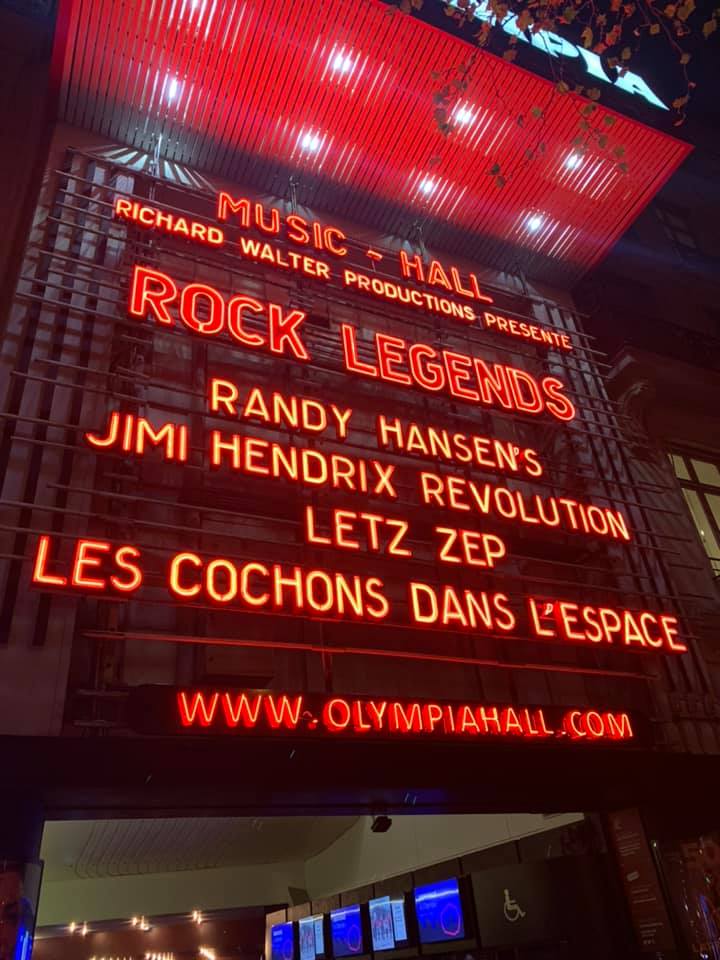 MUSIC - HALL
RICHARD WALTER PRODUCTIONS PRESENTE
ROCK LEGENDS
RANDY HANSEN'S
JIMI HENDRIX REVOLUTION
LETZ ZEP
LES COCHONS DANS L'ESPACE
WWW.OLYMPIAHALL.COM